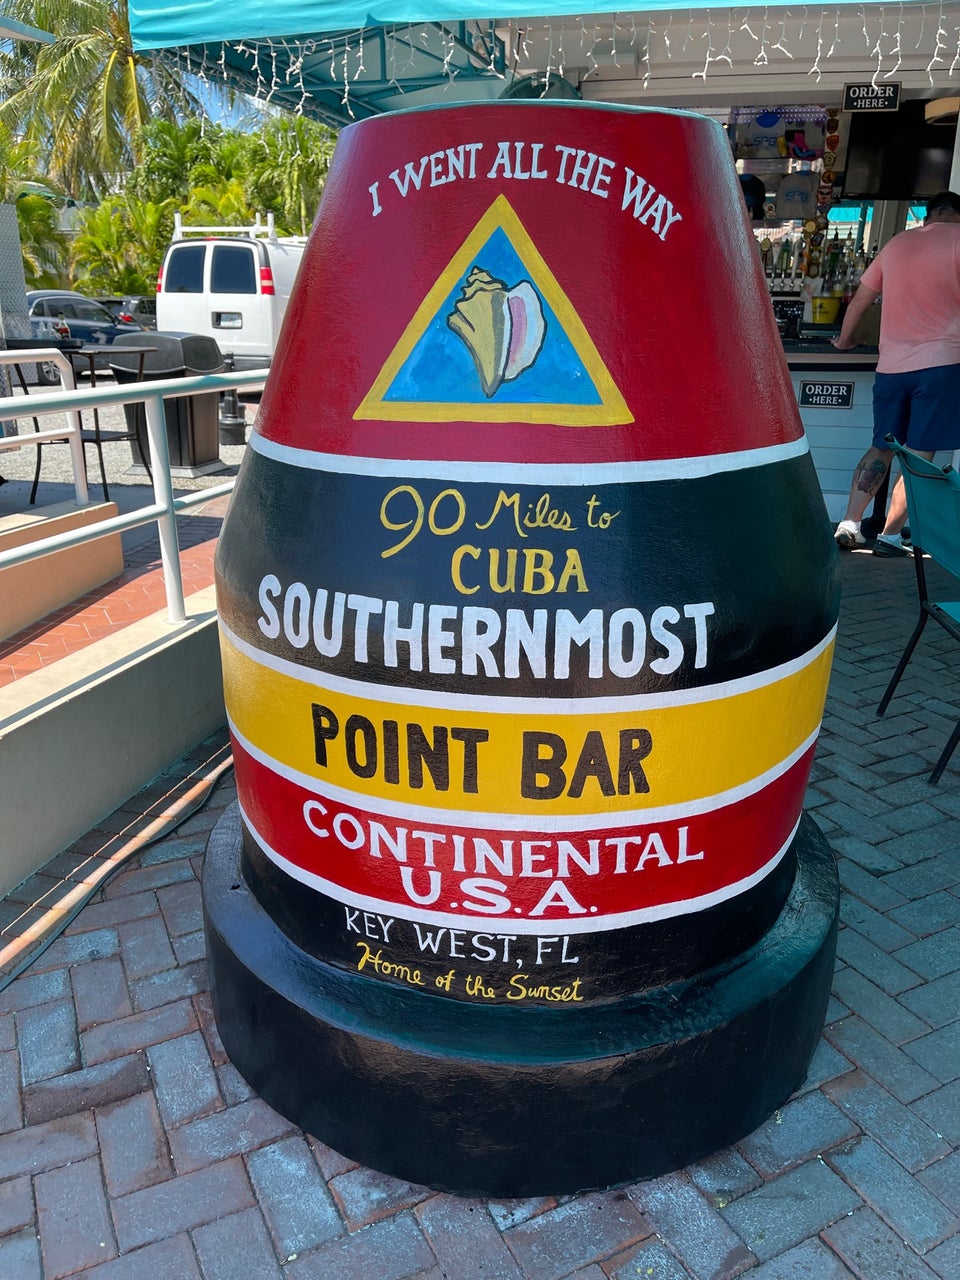 I WENT ALL THE WAY
90 Miles to
CUBA
SOUTHERNMOST
POINT BAR
CONTINENTAL
U.S.A.
KEY WEST, FL
Home of the Sunset
ORDER
HERE
ORDER
HERE